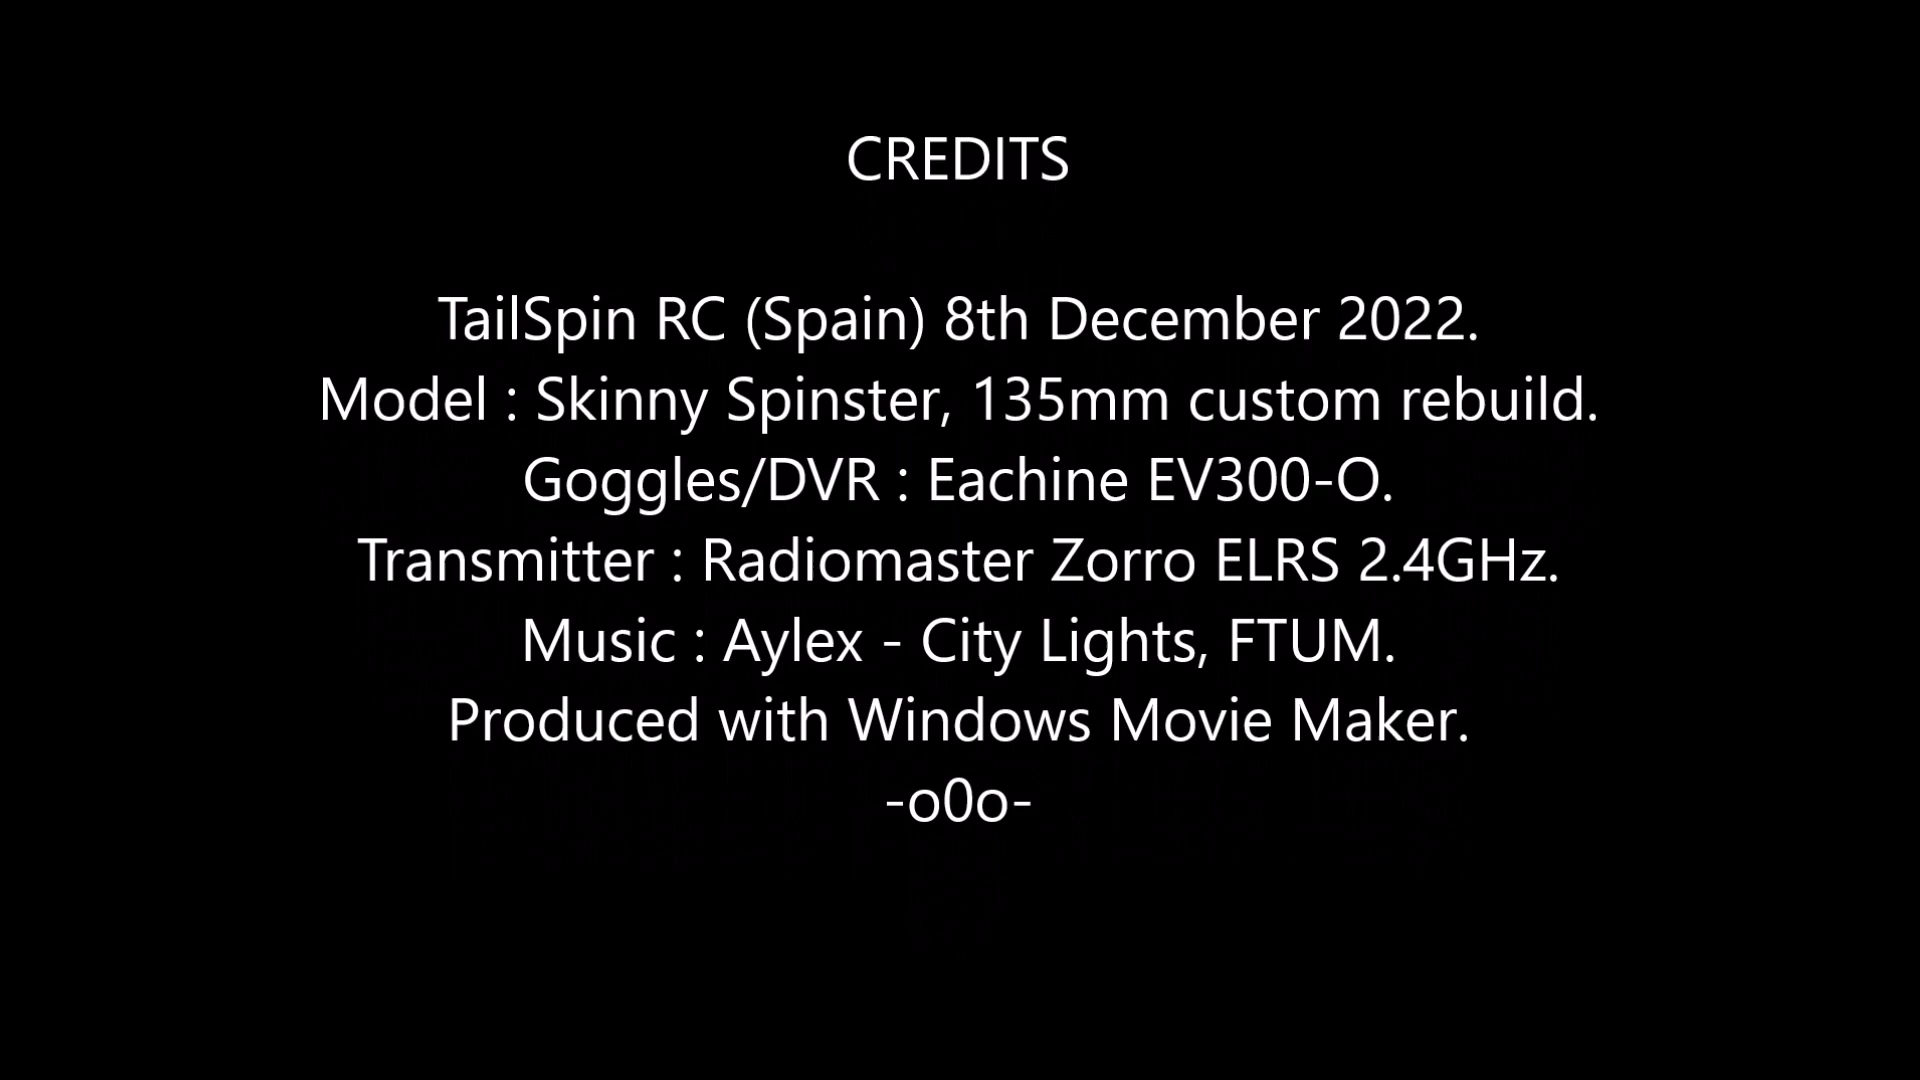 CREDITS
TailSpin RC (Spain) 8th December 2022.
Model : Skinny Spinster, 135mm custom rebuild.
Goggles/DVR : Eachine EV300-O.
Transmitter : Radiomaster Zorro ELRS 2.4GHz.
Music : Aylex - City Lights, FTUM.
Produced with Windows Movie Maker.
-o0o-